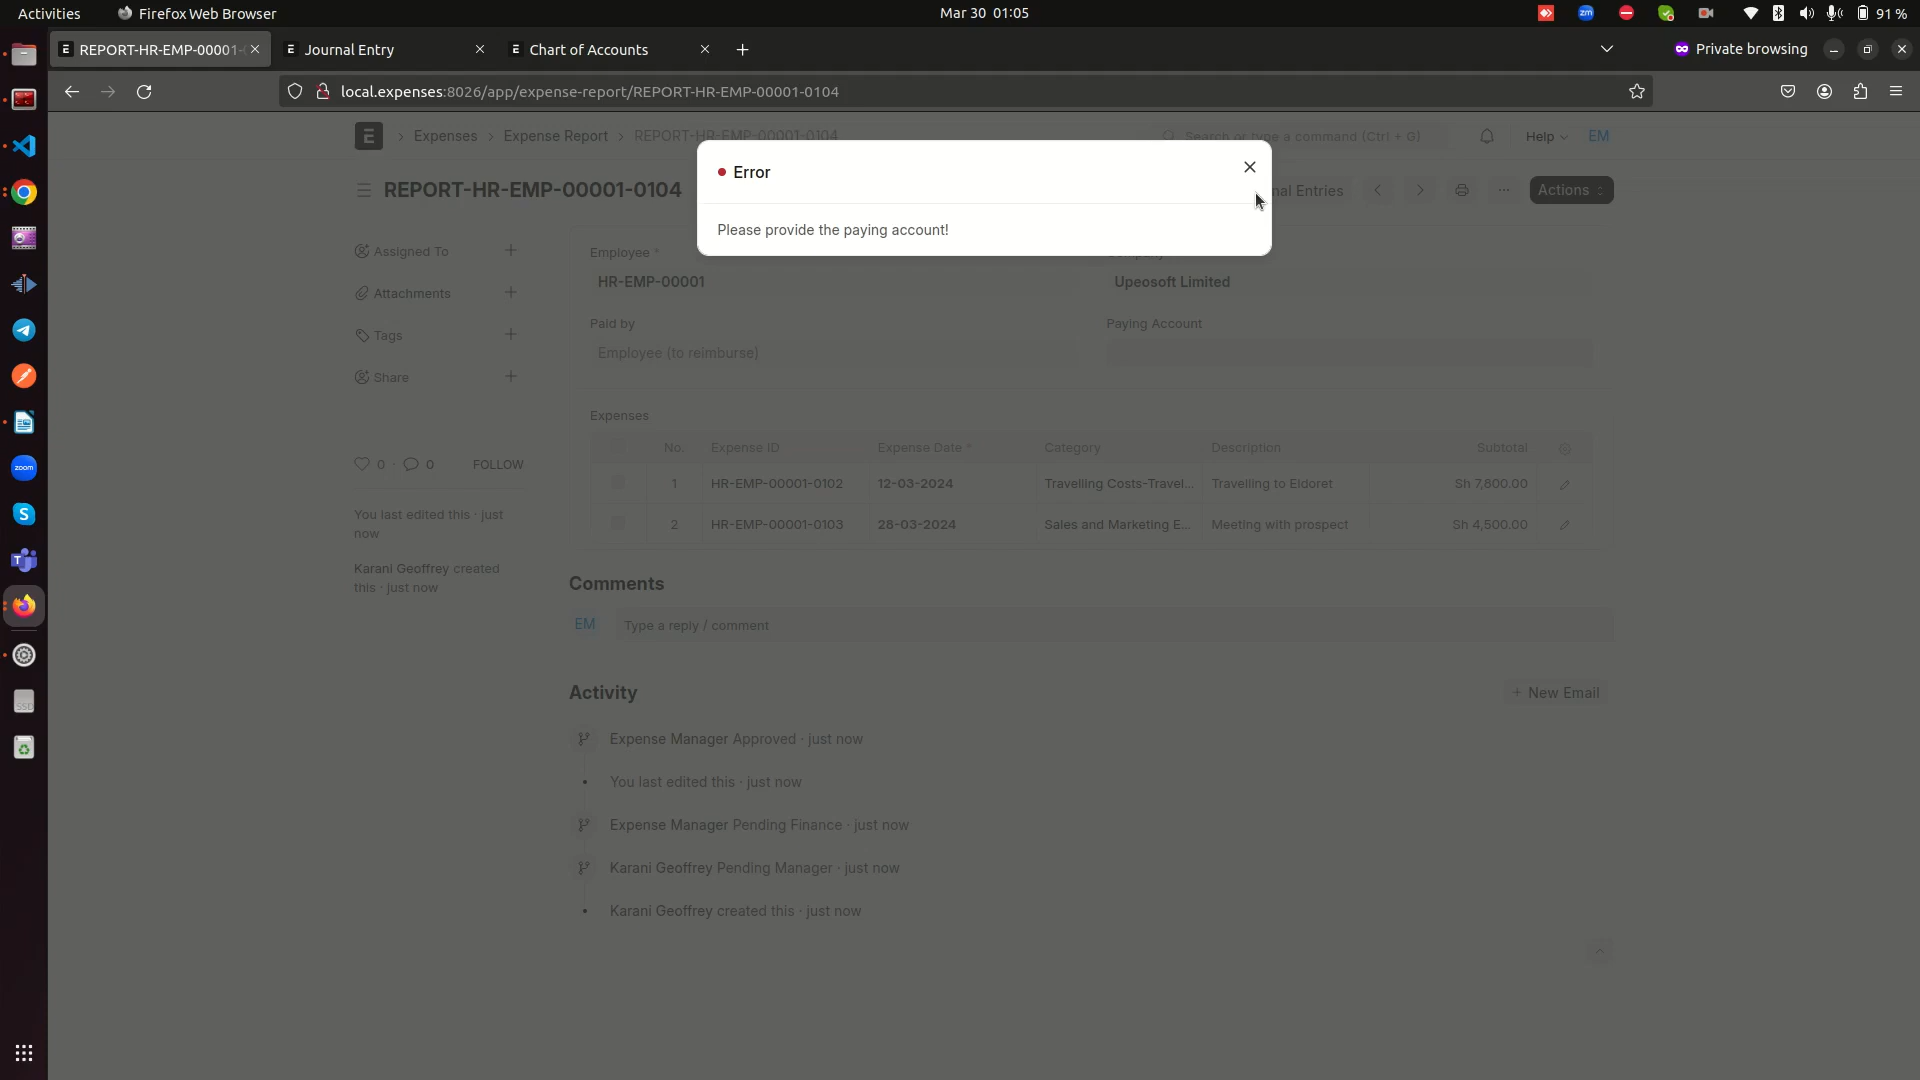 Activities Firefox Web Browser Mar 30 01:05 zm 91 %
REPORT-HR-EMP-00001- Journal Entry Chart of Accounts Private browsing
local.expenses:8026/app/expense-report/REPORT-HR-EMP-00001-0104
E Expenses Expense Report REPORT-HR-EMP-00001-0104 Search or type a command (Ctrl + G) Help EM
Error
REPORT-HR-EMP-00001-0104 nal Entries Actions
Please provide the paying account!
Assigned To
Employee *
Attachments
HR-EMP-00001 Upeosoft Limited
Tags
Paid by Paying Account
Employee (to reimburse)
Share
Expenses
No. Expense ID Expense Date * Category Description Subtotal
1 HR-EMP-00001-0102 12-03-2024 Travelling Costs-Travel... Travelling to Eldoret Sh 7,800.00
2 HR-EMP-00001-0103 28-03-2024 Sales and Marketing E... Meeting with prospect Sh 4,500.00
0 · 0 FOLLOW
You last edited this · just
now
Karani Geoffrey created
this · just now
Comments
EM Type a reply / comment
Activity + New Email
Expense Manager Approved · just now
You last edited this · just now
Expense Manager Pending Finance · just now
Karani Geoffrey Pending Manager · just now
Karani Geoffrey created this · just now
zoom
SSD